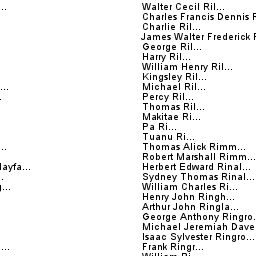 ... Walter Cecil Ril...
Charles Francis Dennis
Charlie Ril...
James Walter Frederick
George Ril...
Harry Ril...
William Henry Ril...
Kingsley Ril...
... Michael Ril...
Percy Ril...
Thomas Ril...
Makitae Ri...
Pa Ri...
Tuanu Ri...
... Thomas Alick Rimm...
Robert Marshall Rimm...
layfa... Herbert Edward Rinal...
Sydney Thomas Rinal...
... William Charles Ri...
Henry John Ringh...
Arthur John Ringla...
George Anthony Ringro...
Michael Jeremiah Dave
Isaac Sylvester Ringro...
... Frank Ringr...
William Ri...